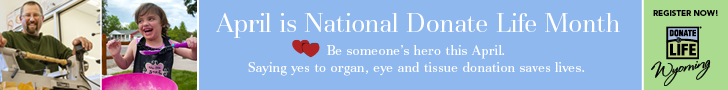 April is National Donate Life Month
Be someone's hero this April.
Saying yes to organ, eye and tissue donation saves lives.
REGISTER NOW!
DONATE
LIFE
Wyoming